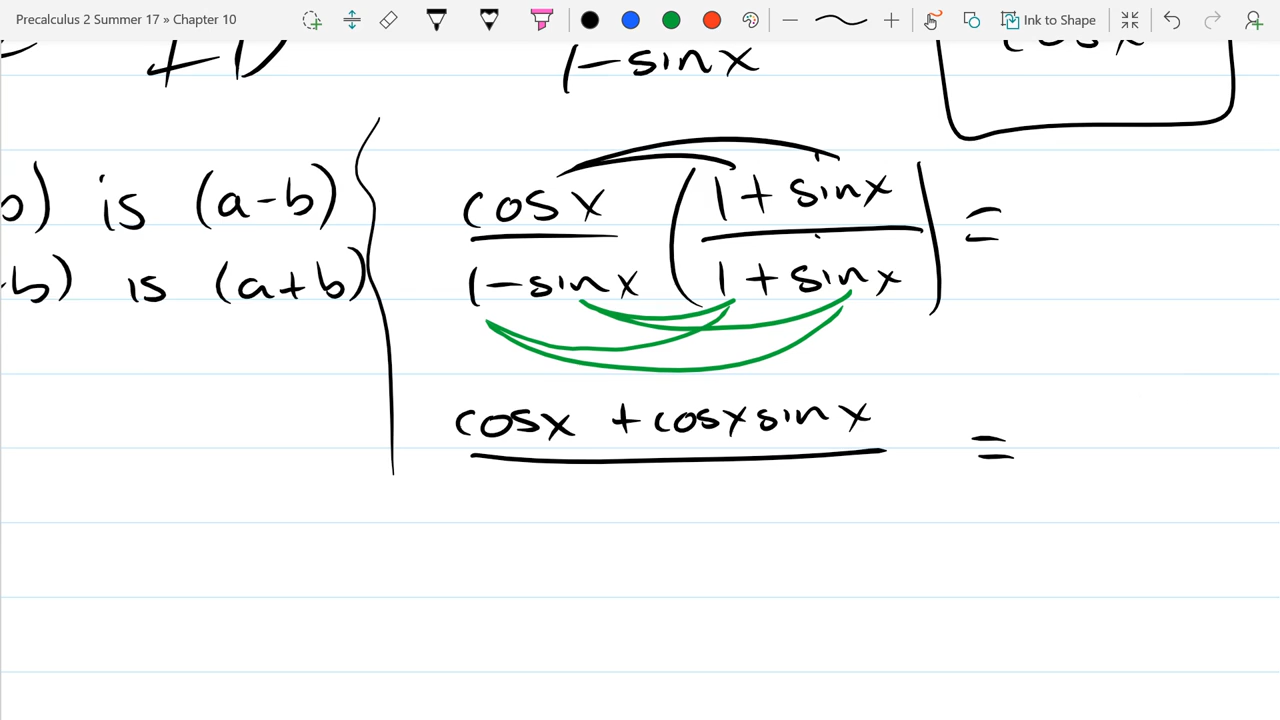 Precalculus 2 Summer 17 » Chapter 10
Ink to Shape
1-sinx
cosx
b) is (a-b)
-b) is (a+b)
cosx (1+sinx) =
1-sinx (1+sinx)
cosx +cosxsinx =